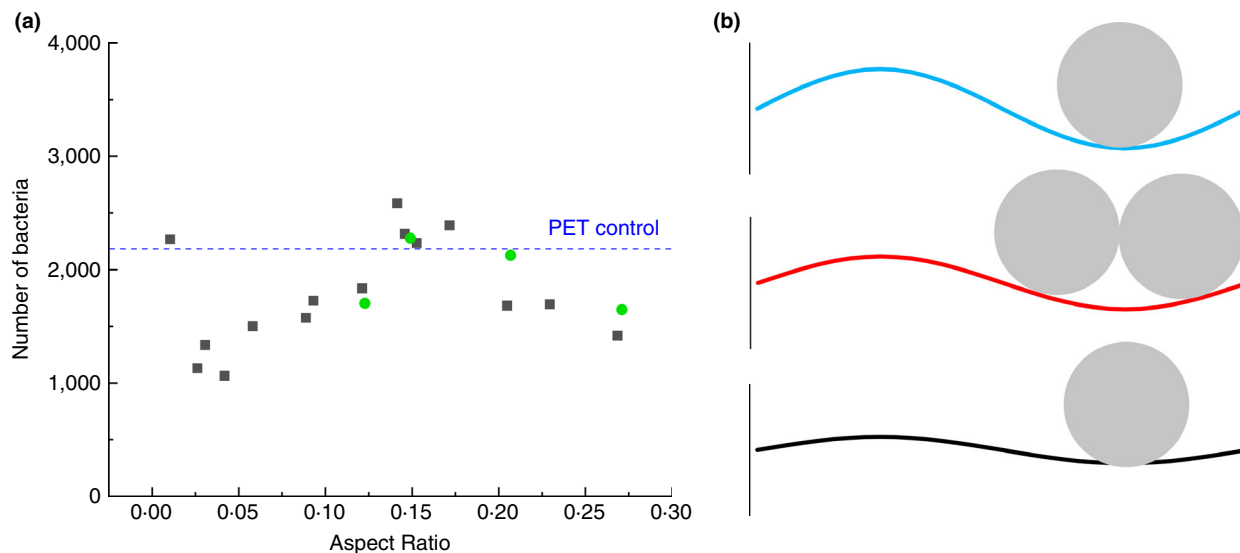 (a)
(b)
4,000
3,000
2,000
1,000
0
Number of bacteria
PET control
0·00 0·05 0·10 0·15 0·20 0·25 0·30
Aspect Ratio